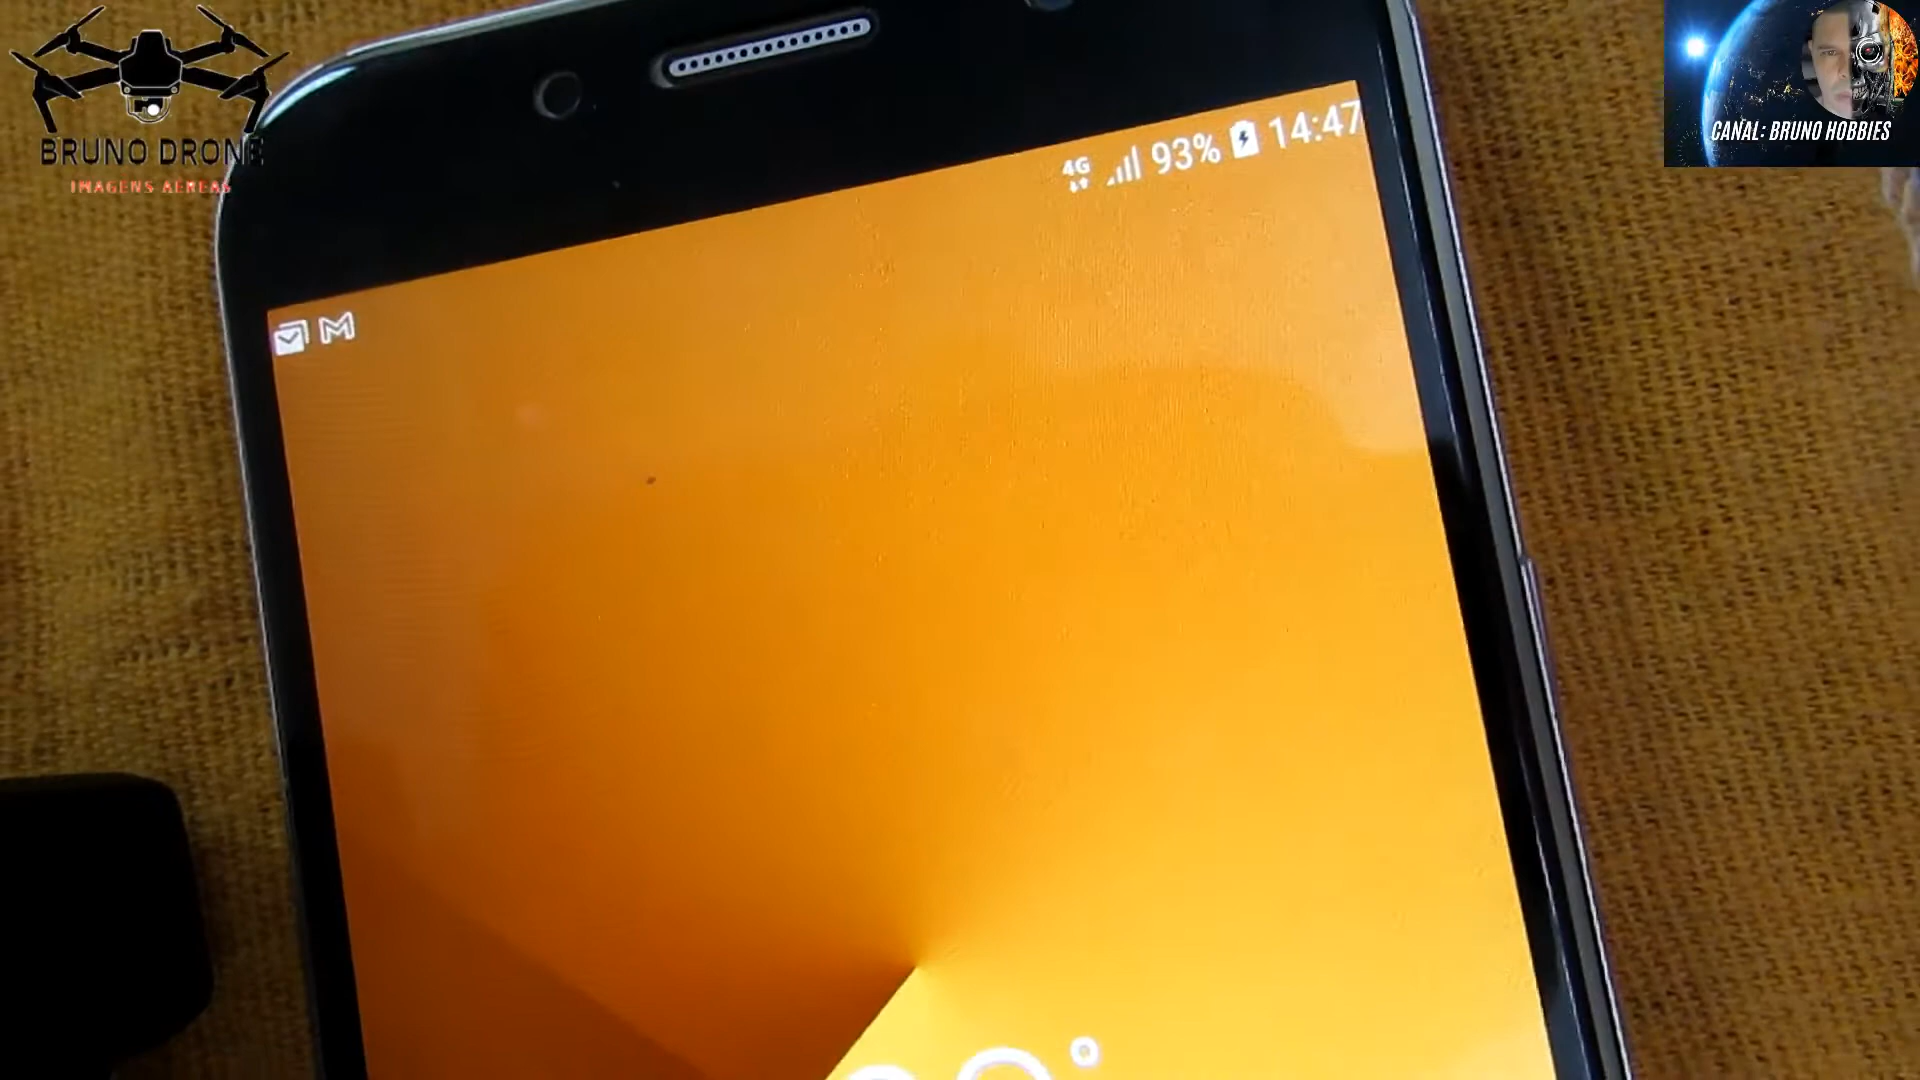 BRUNO DRONE
IMAGENS AÉREAS
CANAL: BRUNO HOBBIES
4G 93% 14:47